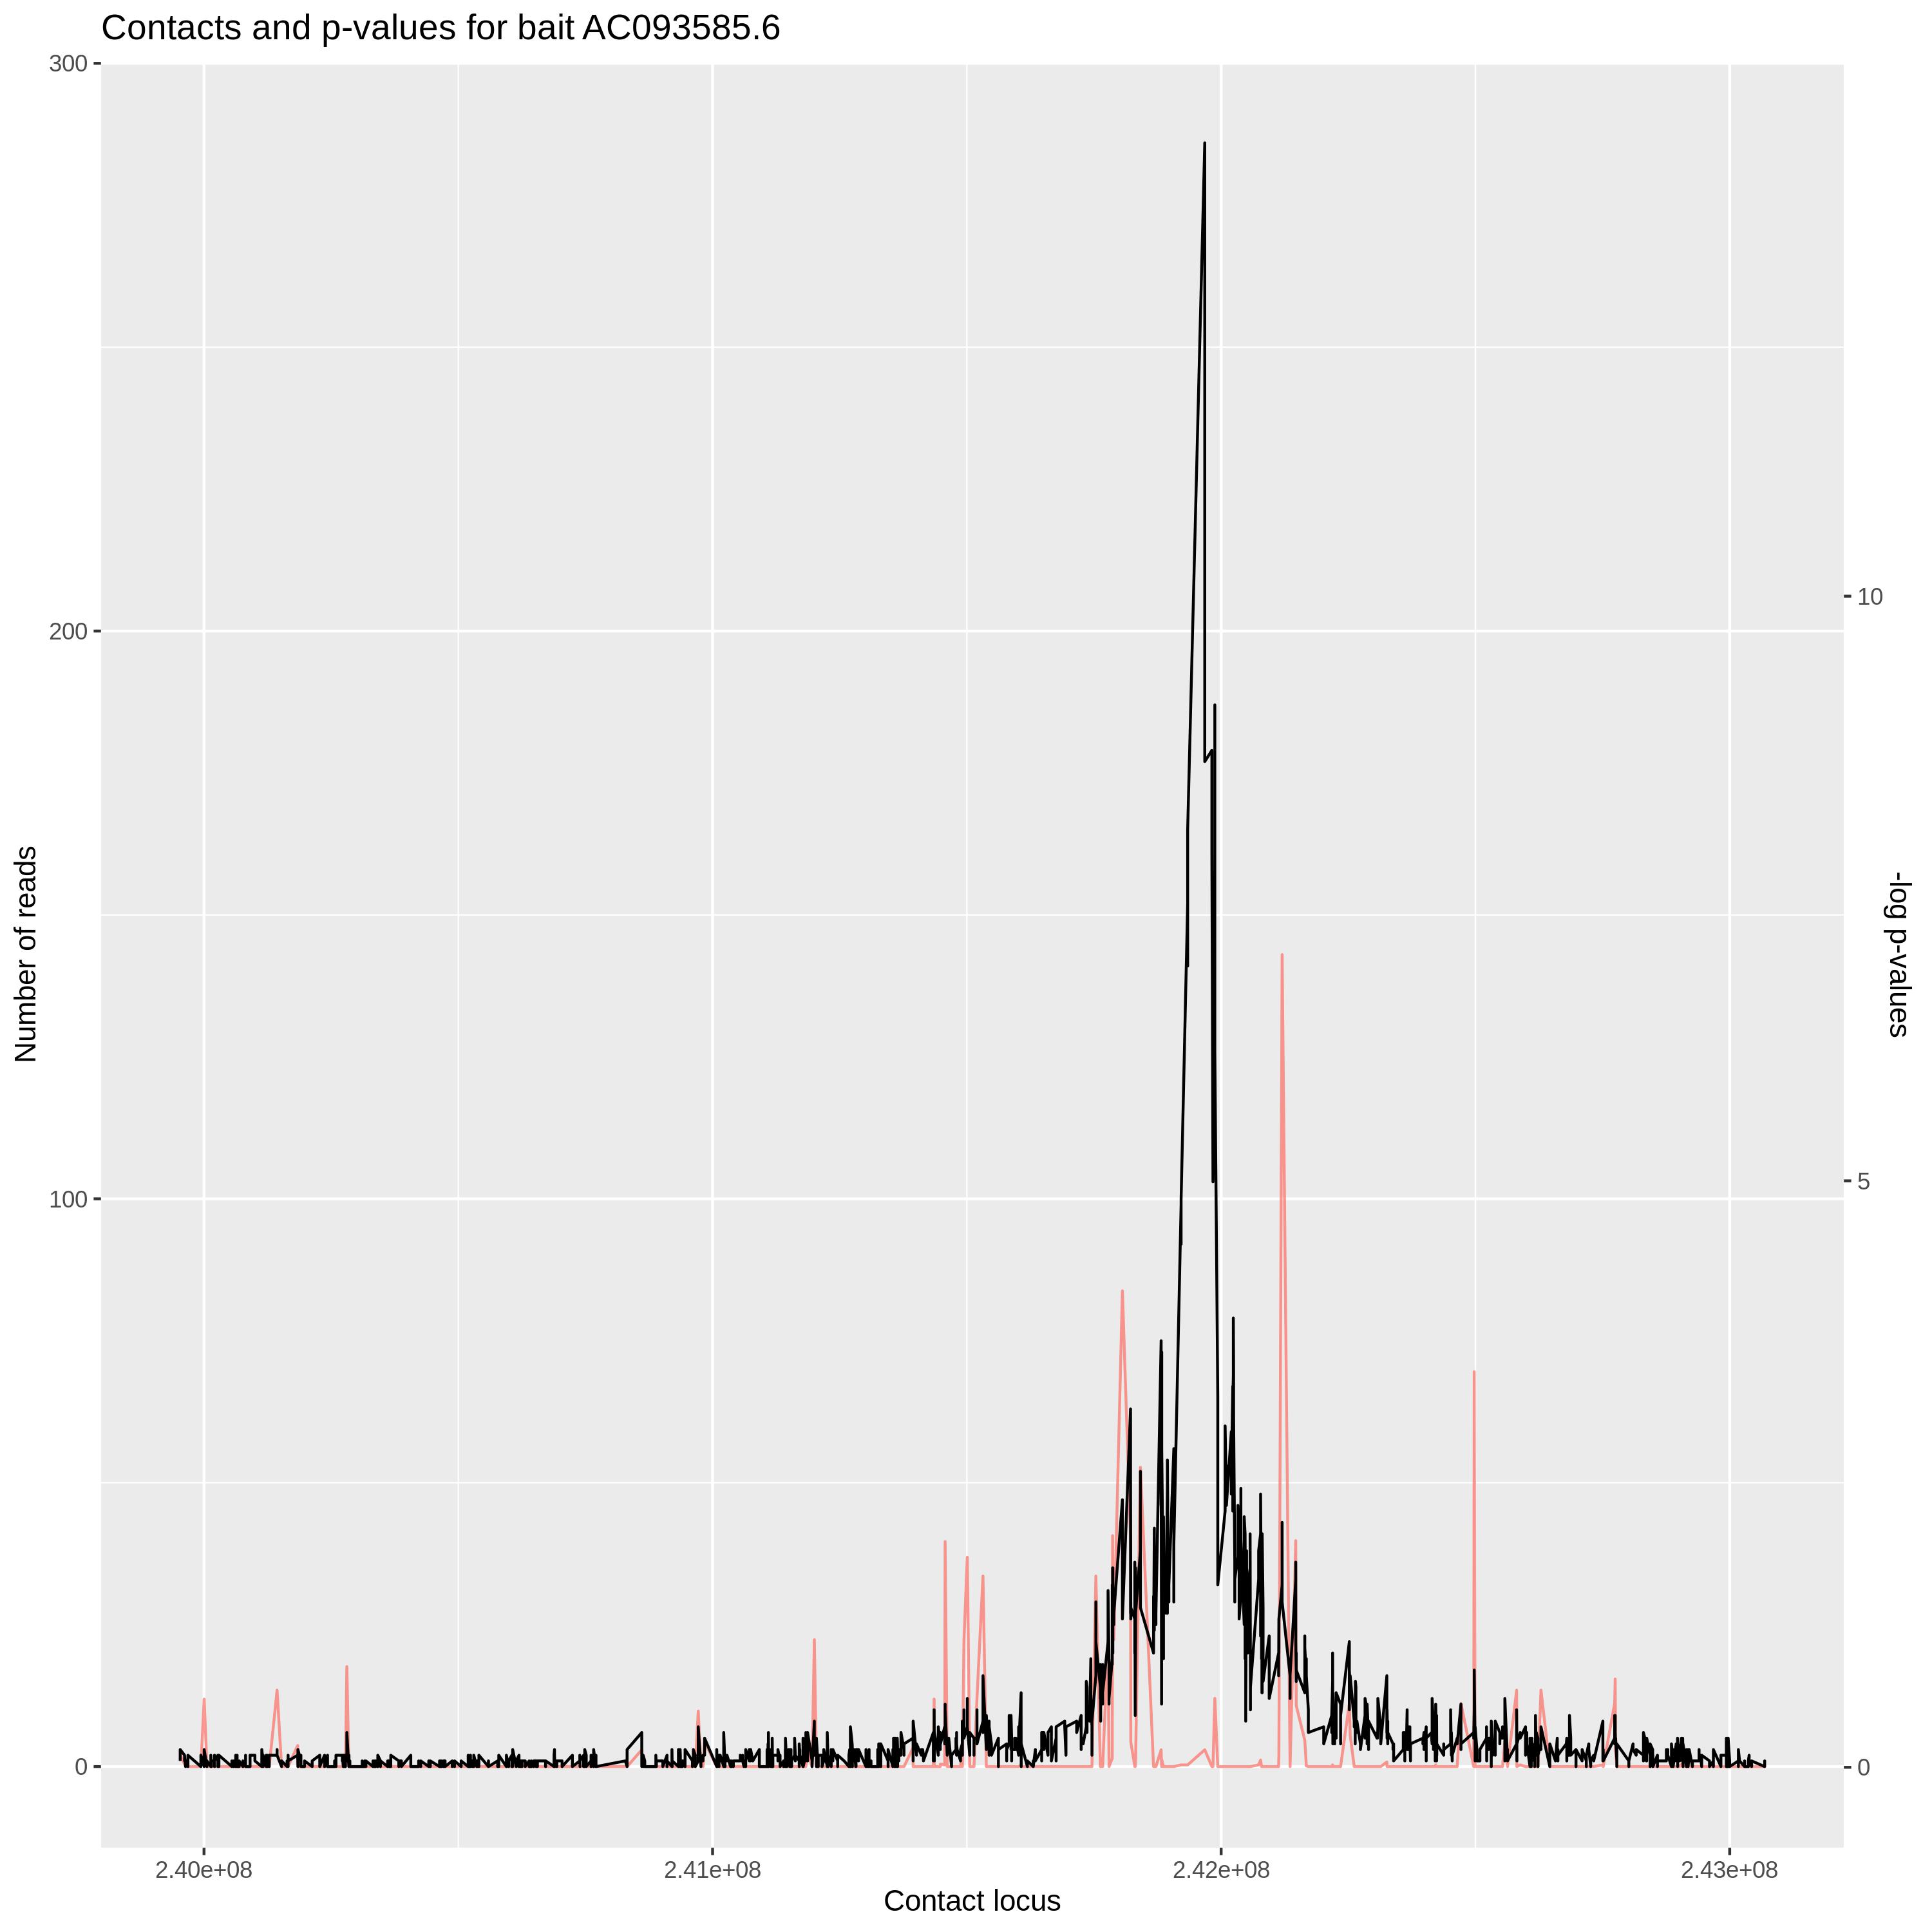 Contacts and p-values for bait AC093585.6
300
200
100
0
Number of reads
10
5
0
-log p-values
2.40e+08
2.41e+08
2.42e+08
2.43e+08
Contact locus